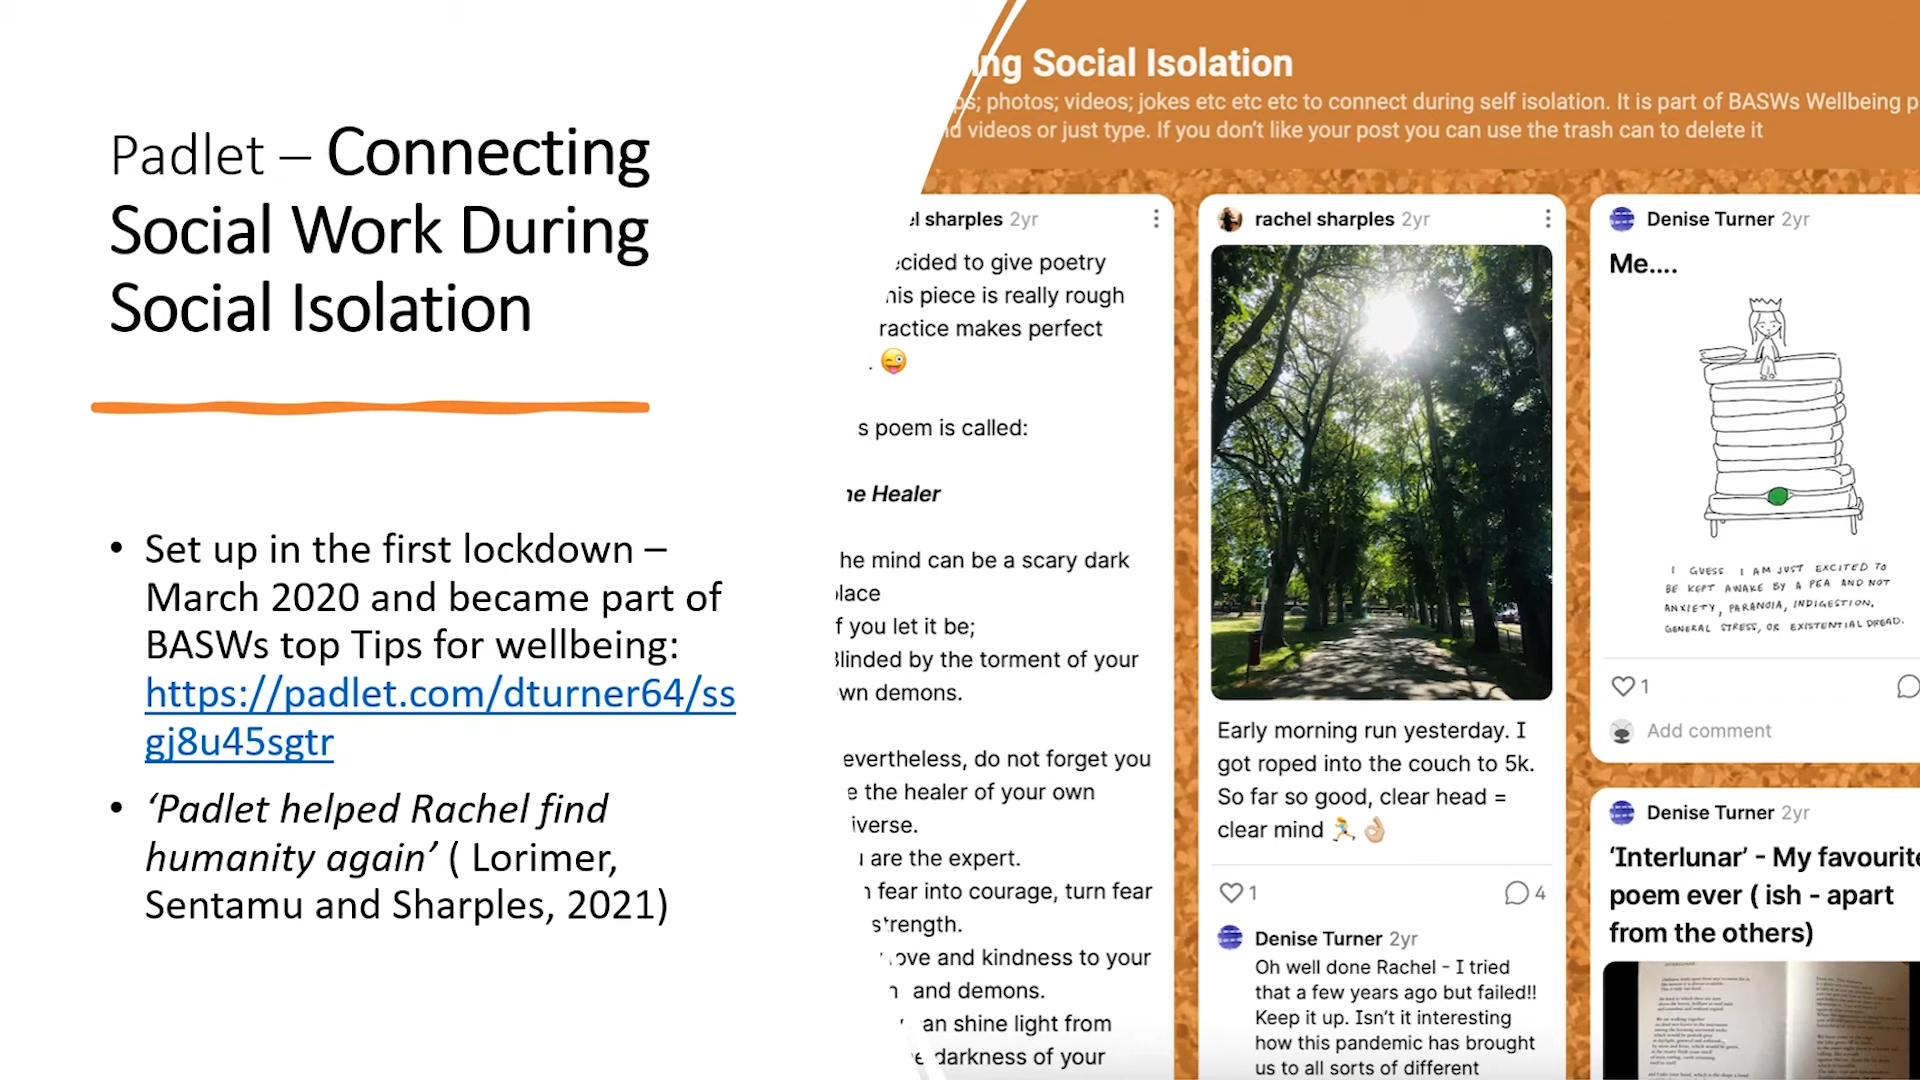 Padlet – Connecting
Social Work During
Social Isolation
• Set up in the first lockdown –
March 2020 and became part of
BASWs top Tips for wellbeing:
https://padlet.com/dturner64/ss
gj8u45sgtr
• ‘Padlet helped Rachel find
humanity again’ ( Lorimer,
Sentamu and Sharples, 2021)
ing Social Isolation
ps; photos; videos; jokes etc etc etc to connect during self isolation. It is part of BASWs Wellbeing p
d videos or just type. If you don’t like your post you can use the trash can to delete it
el sharples 2yr
cided to give poetry
his piece is really rough
ractice makes perfect
. 😜
s poem is called:
he Healer
he mind can be a scary dark
lace
f you let it be;
Blinded by the torment of your
wn demons.
evertheless, do not forget you
e the healer of your own
iverse.
u are the expert.
n fear into courage, turn fear
strength.
ove and kindness to your
n and demons.
an shine light from
e darkness of your
rachel sharples 2yr
Early morning run yesterday. I
got roped into the couch to 5k.
So far so good, clear head =
clear mind 🏃👌🏼
1
4
Denise Turner 2yr
Oh well done Rachel - I tried
that a few years ago but failed!!
Keep it up. Isn’t it interesting
how this pandemic has brought
us to all sorts of different
Denise Turner 2yr
Me....
I GUESS I AM JUST EXCITED TO
BE KEPT AWAKE BY A PEA AND NOT
ANXIETY, PARANOIA, INDIGESTION,
GENERAL STRESS, OR EXISTENTIAL DREAD.
1
Add comment
Denise Turner 2yr
‘Interlunar’ - My favourite
poem ever ( ish - apart
from the others)